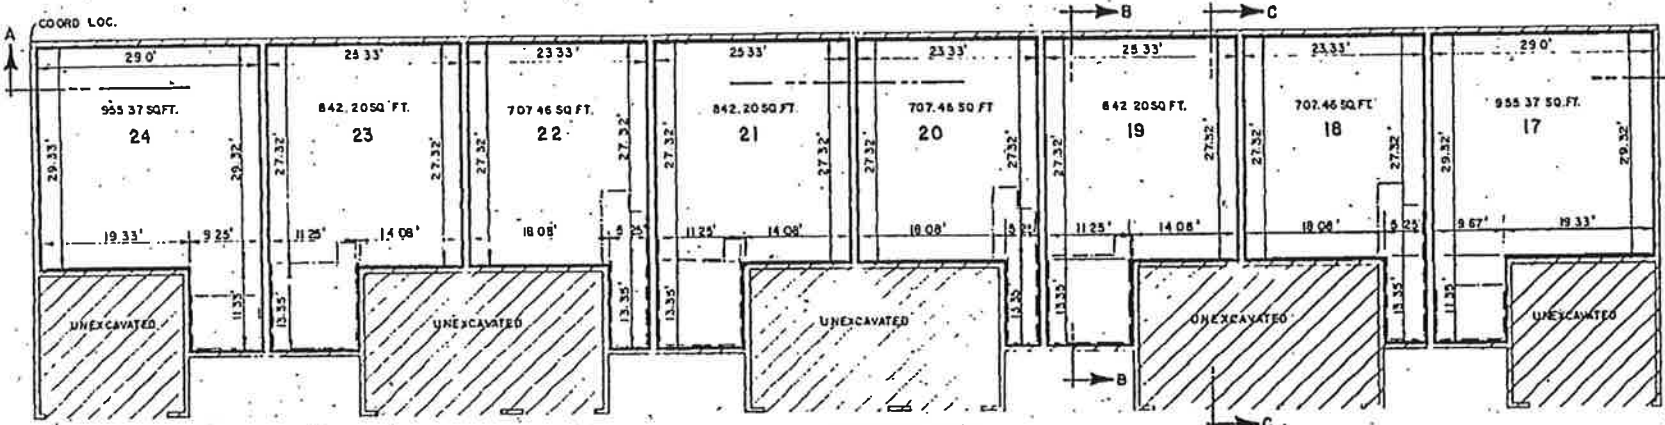 COORD LOC.
A
B
C
29.0'
25.33'
23.33'
25.33'
23.33'
25.33'
23.33'
29.0'
955.37 SQ.FT.
842.20 SQ FT.
707.46 SQ FT.
842.20 SQ.FT.
707.46 SQ FT
842 20 SQ FT.
707.46 SQ.FT.
955 37 SQ.FT.
24
23
22
21
20
19
18
17
29.33'
29.32'
27.32'
27.32'
27.32'
27.32'
27.32'
27.32'
27.32'
27.32'
27.32'
27.32'
27.32'
27.32'
29.32'
29.32'
19.33'
9.25'
11.25'
14.08'
18.08'
11.25'
14.08'
18.08'
11.25'
14.08'
18.08'
5.25'
9.67'
19.33'
11.35'
13.35'
13.35'
13.35'
13.35
13.35'
13.35'
11.35'
UNEXCAVATED
UNEXCAVATED
UNEXCAVATED
UNEXCAVATED
UNEXCAVATED
B
C